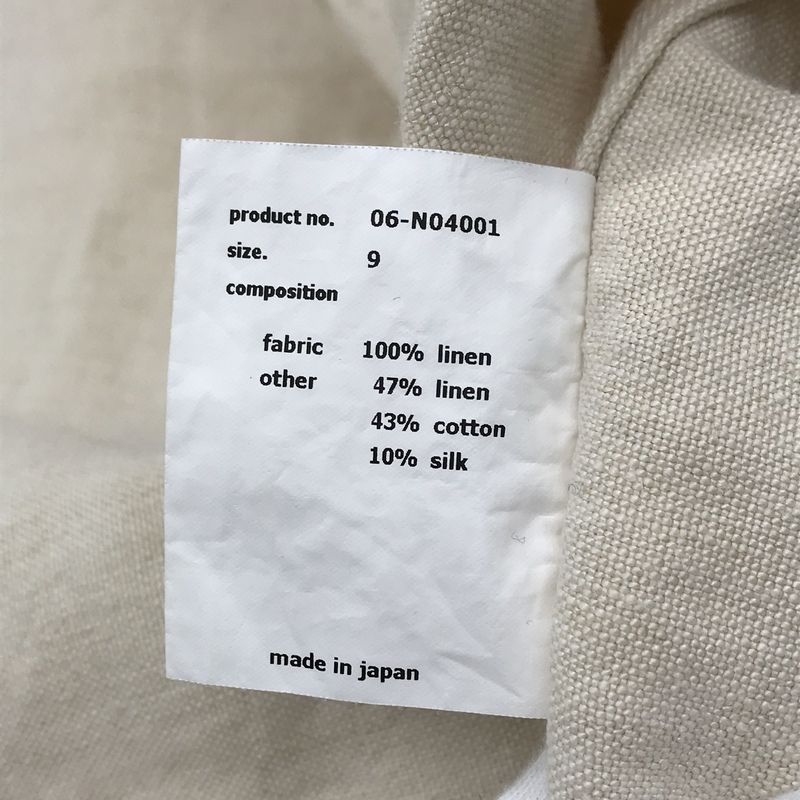 product no. 06-N04001
size. 9
composition
fabric 100% linen
other 47% linen
43% cotton
10% silk
made in japan